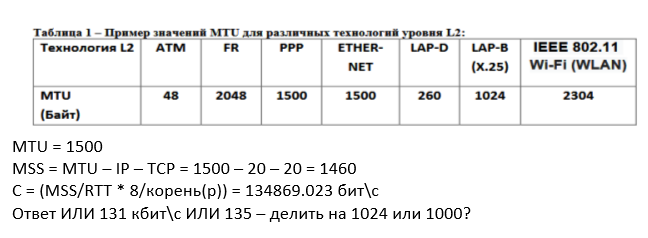 Таблица 1 – Пример значений MTU для различных технологий уровня L2:
Технология L2 ATM FR PPP ETHER-NET LAP-D LAP-B (X.25) IEEE 802.11 Wi-Fi (WLAN)
MTU (Байт) 48 2048 1500 1500 260 1024 2304
MTU = 1500
MSS = MTU – IP – TCP = 1500 – 20 – 20 = 1460
C = (MSS/RTT * 8/корень(p)) = 134869.023 бит\с
Ответ ИЛИ 131 кбит\с ИЛИ 135 – делить на 1024 или 1000?